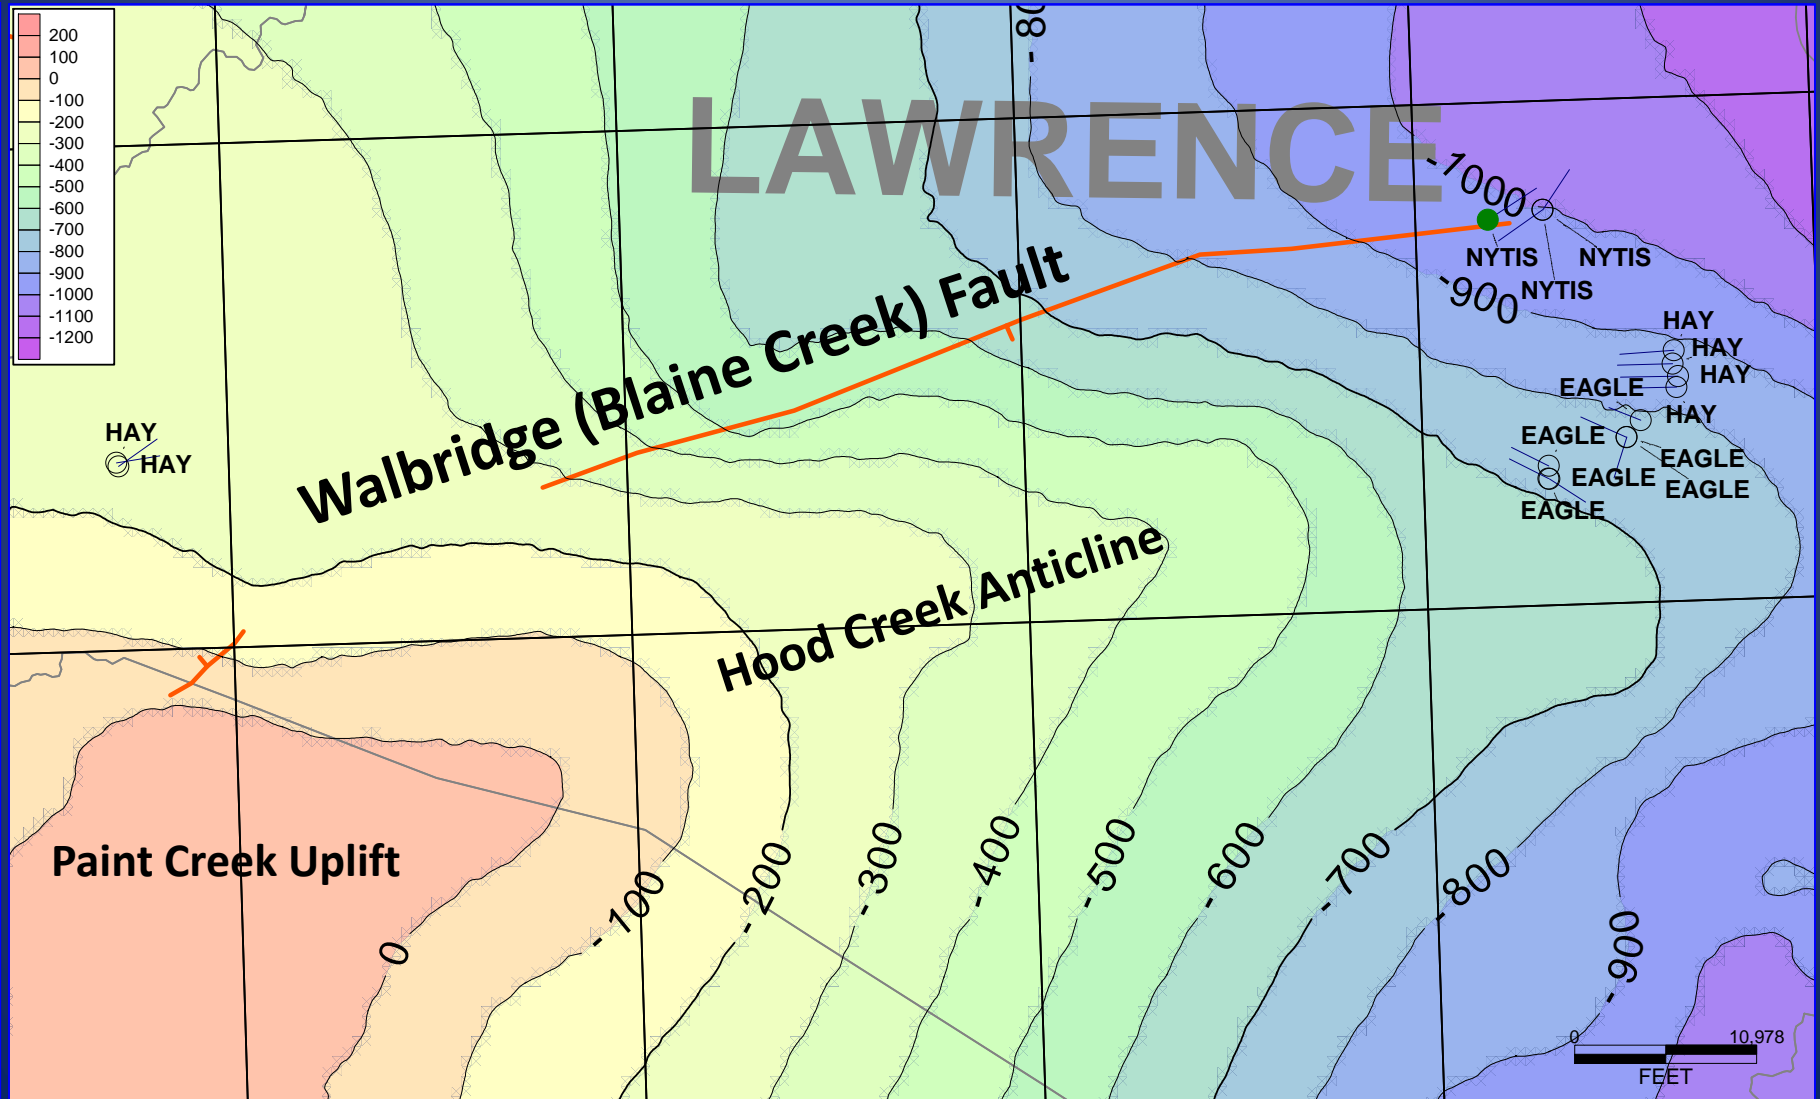 200
100
0
-100
-200
-300
-400
-500
-600
-700
-800
-900
-1000
-1100
-1200
-80
LAWRENCE
-1000
NYTIS
NYTIS
NYTIS
-900
Walbridge (Blaine Creek) Fault
HAY
HAY
HAY
EAGLE
HAY
EAGLE
EAGLE
EAGLE
EAGLE
EAGLE
HAY
HAY
Hood Creek Anticline
Paint Creek Uplift
0
-100
-200
-300
-400
-500
-600
-700
-800
-900
0
10,978
FEET